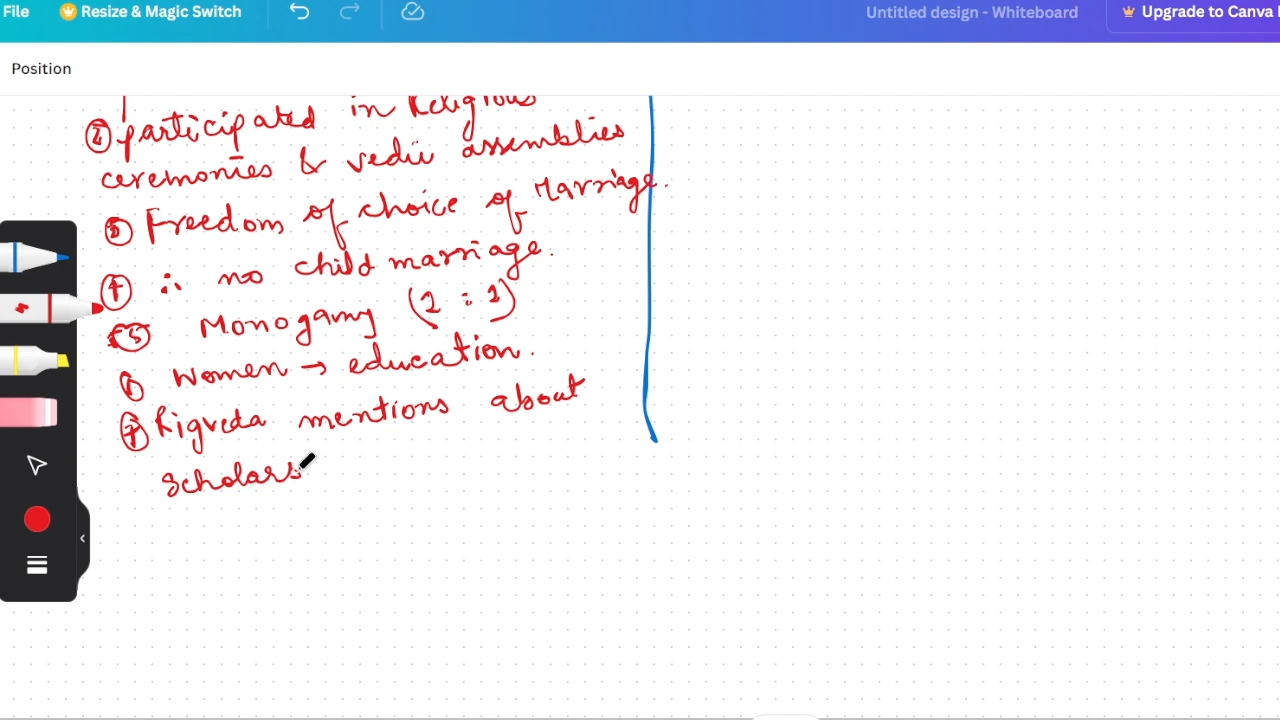 File Resize & Magic Switch Untitled design - Whiteboard Upgrade to Canva
Position
in Religious
② participated
ceremonies & vedic assemblies
③ Freedom of choice of Marriage.
④ ∴ no child marriage.
⑤ Monogamy (1 : 1)
⑥ Women → education.
⑦ Rigveda mentions about
scholars